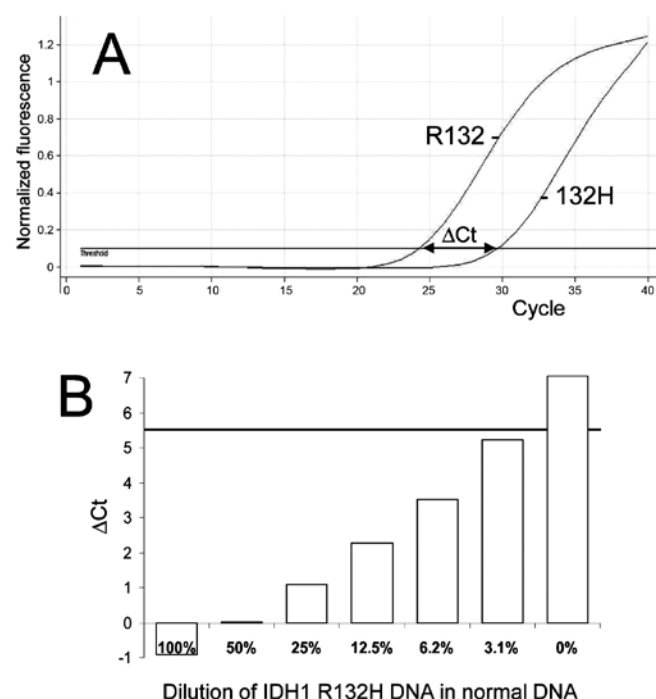 A
Normalized fluorescence
1.2
1
0.8
0.6
0.4
0.2
0
R132
132H
ΔCt
Threshold
0 5 10 15 20 25 30 35 40
Cycle
B
ΔCt
7
6
5
4
3
2
1
0
-1
100% 50% 25% 12.5% 6.2% 3.1% 0%
Dilution of IDH1 R132H DNA in normal DNA